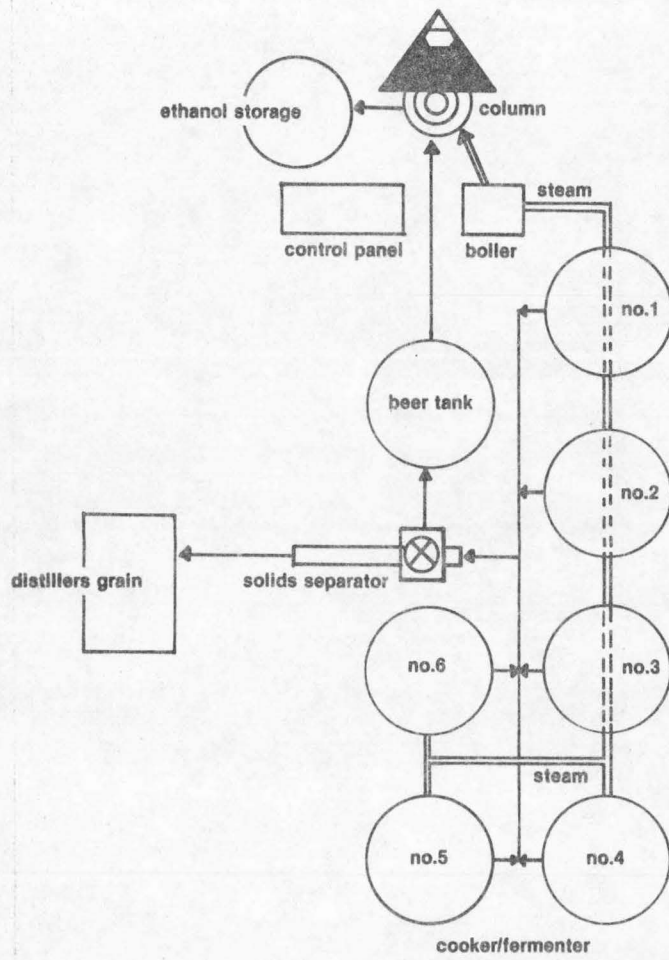 ethanol storage
column
steam
control panel
boiler
no.1
beer tank
no.2
distillers grain
solids separator
no.6
no.3
steam
no.5
no.4
cooker/fermenter